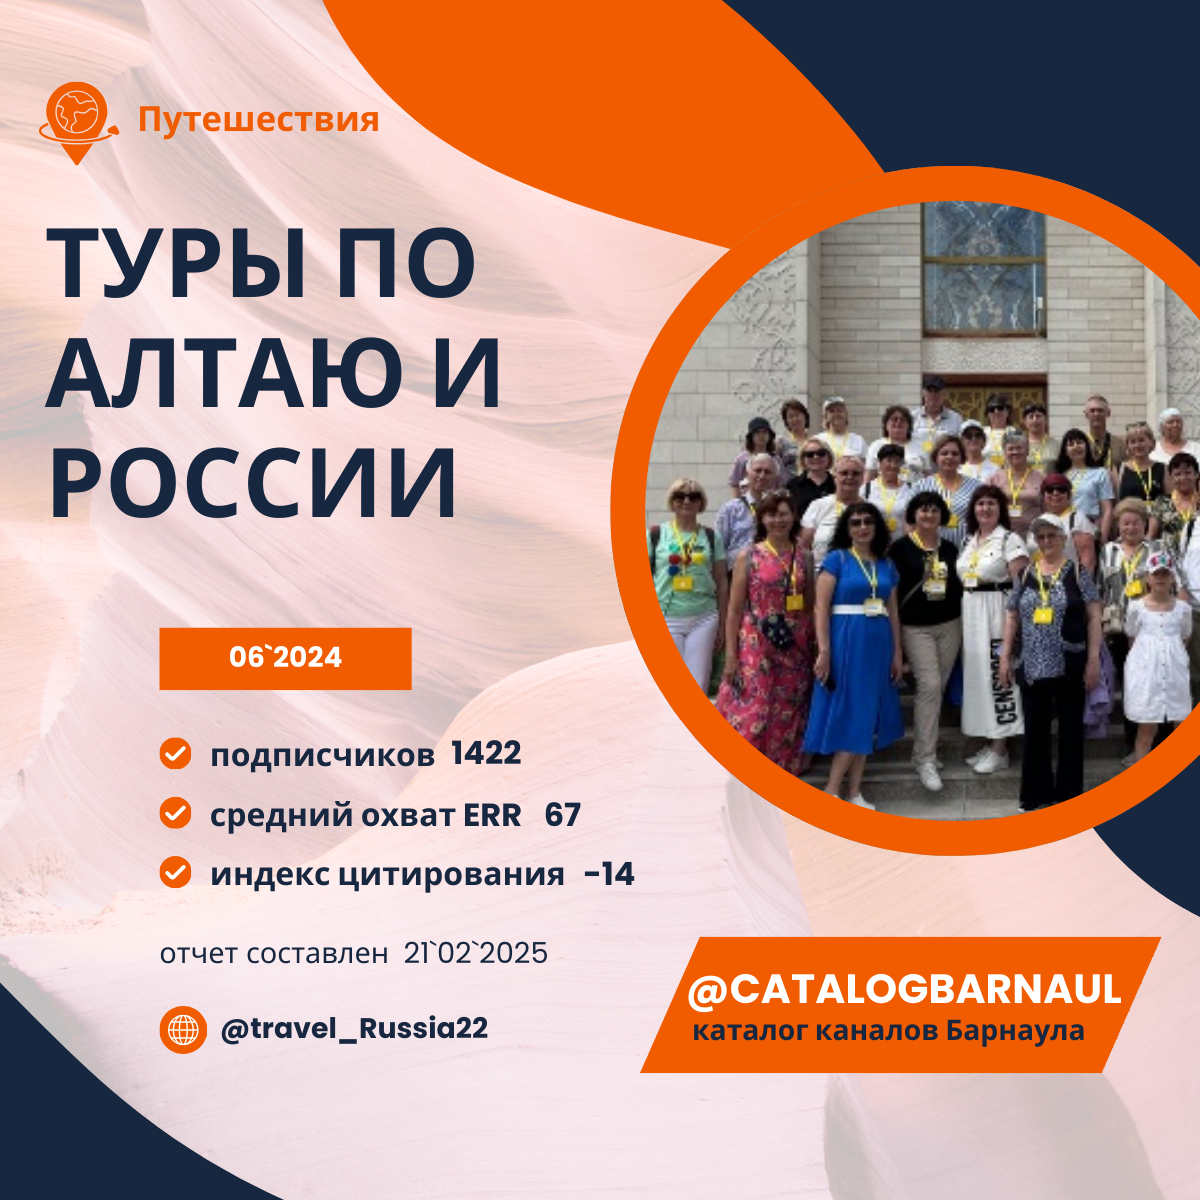 Путешествия
ТУРЫ ПО
АЛТАЮ И
РОССИИ
06`2024
подписчиков 1422
средний охват ERR 67
индекс цитирования -14
отчет составлен 21`02`2025
@travel_Russia22
@CATALOGBARNAUL
каталог каналов Барнаула
CENSORED